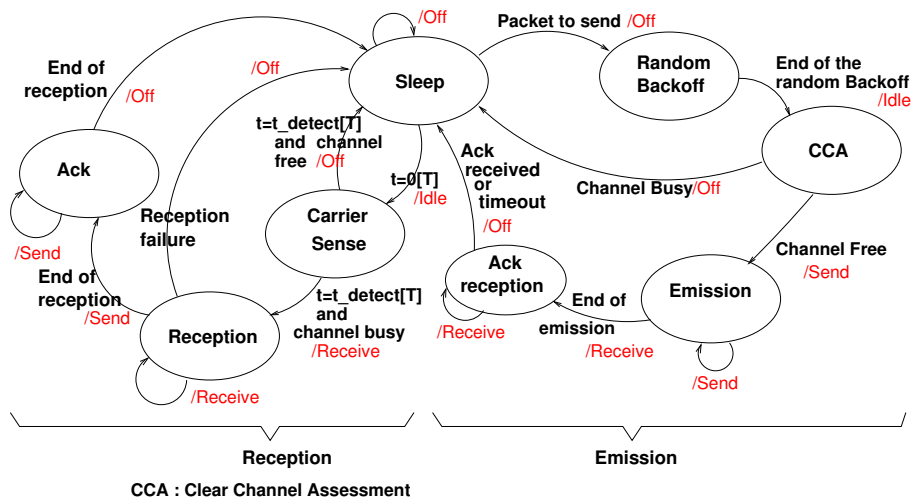 /Off
Packet to send /Off
End of
reception
/Off
/Off
Sleep
Random
Backoff
End of the
random Backoff
/Idle
t=t_detect[T]
and channel
free /Off
Ack
t=0[T]
/Idle
Ack
received
or
timeout
/Off
CCA
Channel Busy/Off
Reception
failure
Carrier
Sense
/Send
End of
reception
/Send
Channel Free
/Send
Ack
reception
Emission
t=t_detect[T]
and
channel busy
/Receive
End of
emission
/Receive
/Receive
Reception
/Receive
/Send
Reception
Emission
CCA : Clear Channel Assessment